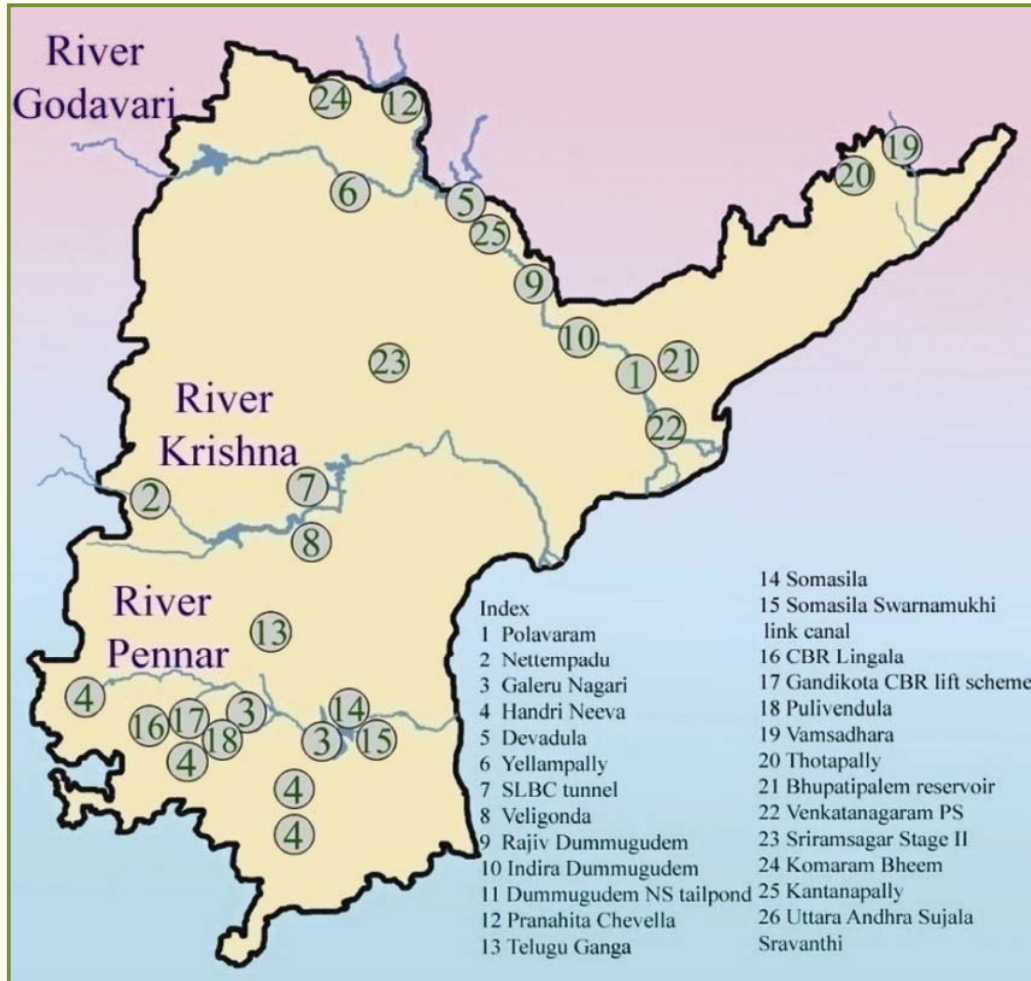 River
Godavari
24
12
19
20
6
5
25
9
10
23
1
21
River
Krishna
22
2
7
8
River
Pennar
13
4
16
17
3
14
18
3
15
4
4
4
Index
1 Polavaram
2 Nettempadu
3 Galeru Nagari
4 Handri Neeva
5 Devadula
6 Yellampally
7 SLBC tunnel
8 Veligonda
9 Rajiv Dummugudem
10 Indira Dummugudem
11 Dummugudem NS tailpond
12 Pranahita Chevella
13 Telugu Ganga
14 Somasila
15 Somasila Swarnamukhi
link canal
16 CBR Lingala
17 Gandikota CBR lift scheme
18 Pulivendula
19 Vamsadhara
20 Thotapally
21 Bhupatipalem reservoir
22 Venkatanagaram PS
23 Sriramsagar Stage II
24 Komaram Bheem
25 Kantanapally
26 Uttara Andhra Sujala
Sravanthi